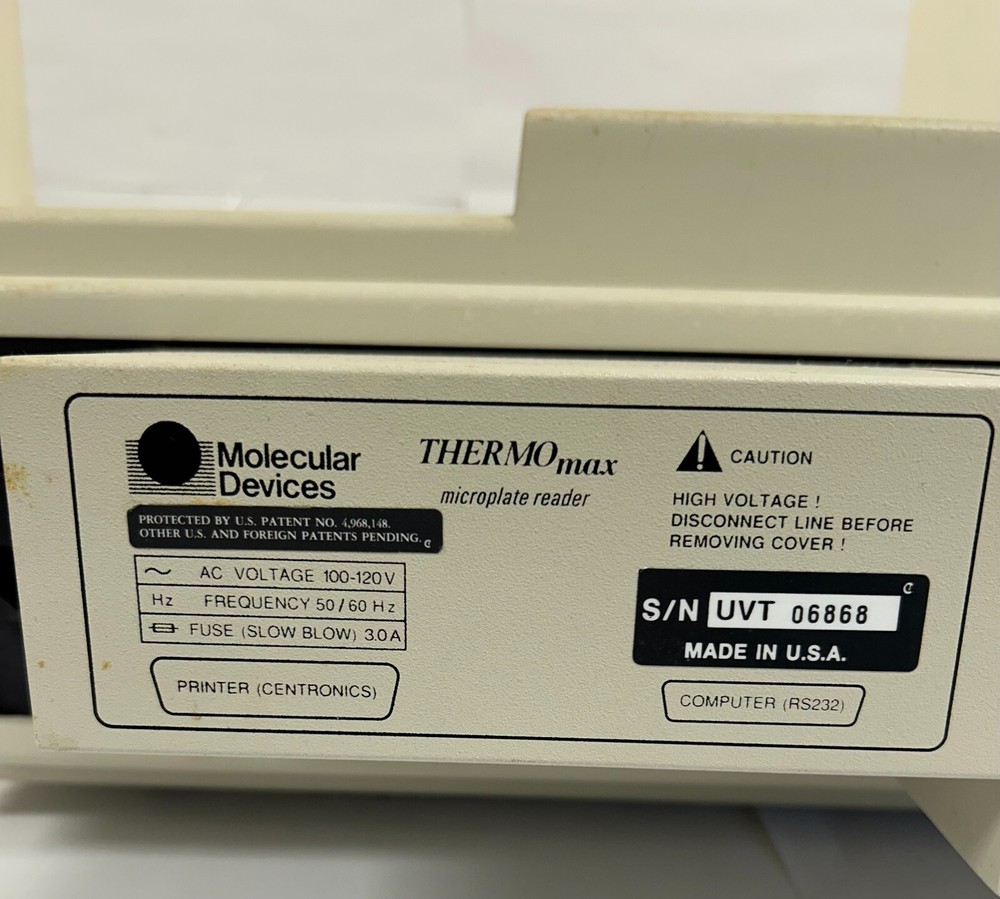 Molecular
Devices
PROTECTED BY U.S. PATENT NO. 4,968,148.
OTHER U.S. AND FOREIGN PATENTS PENDING.
~ AC VOLTAGE 100-120V
Hz FREQUENCY 50/60 Hz
FUSE (SLOW BLOW) 3.0A
PRINTER (CENTRONICS)
THERMOmax
microplate reader
CAUTION
HIGH VOLTAGE !
DISCONNECT LINE BEFORE
REMOVING COVER !
S/N UVT 06868
MADE IN U.S.A.
COMPUTER (RS232)